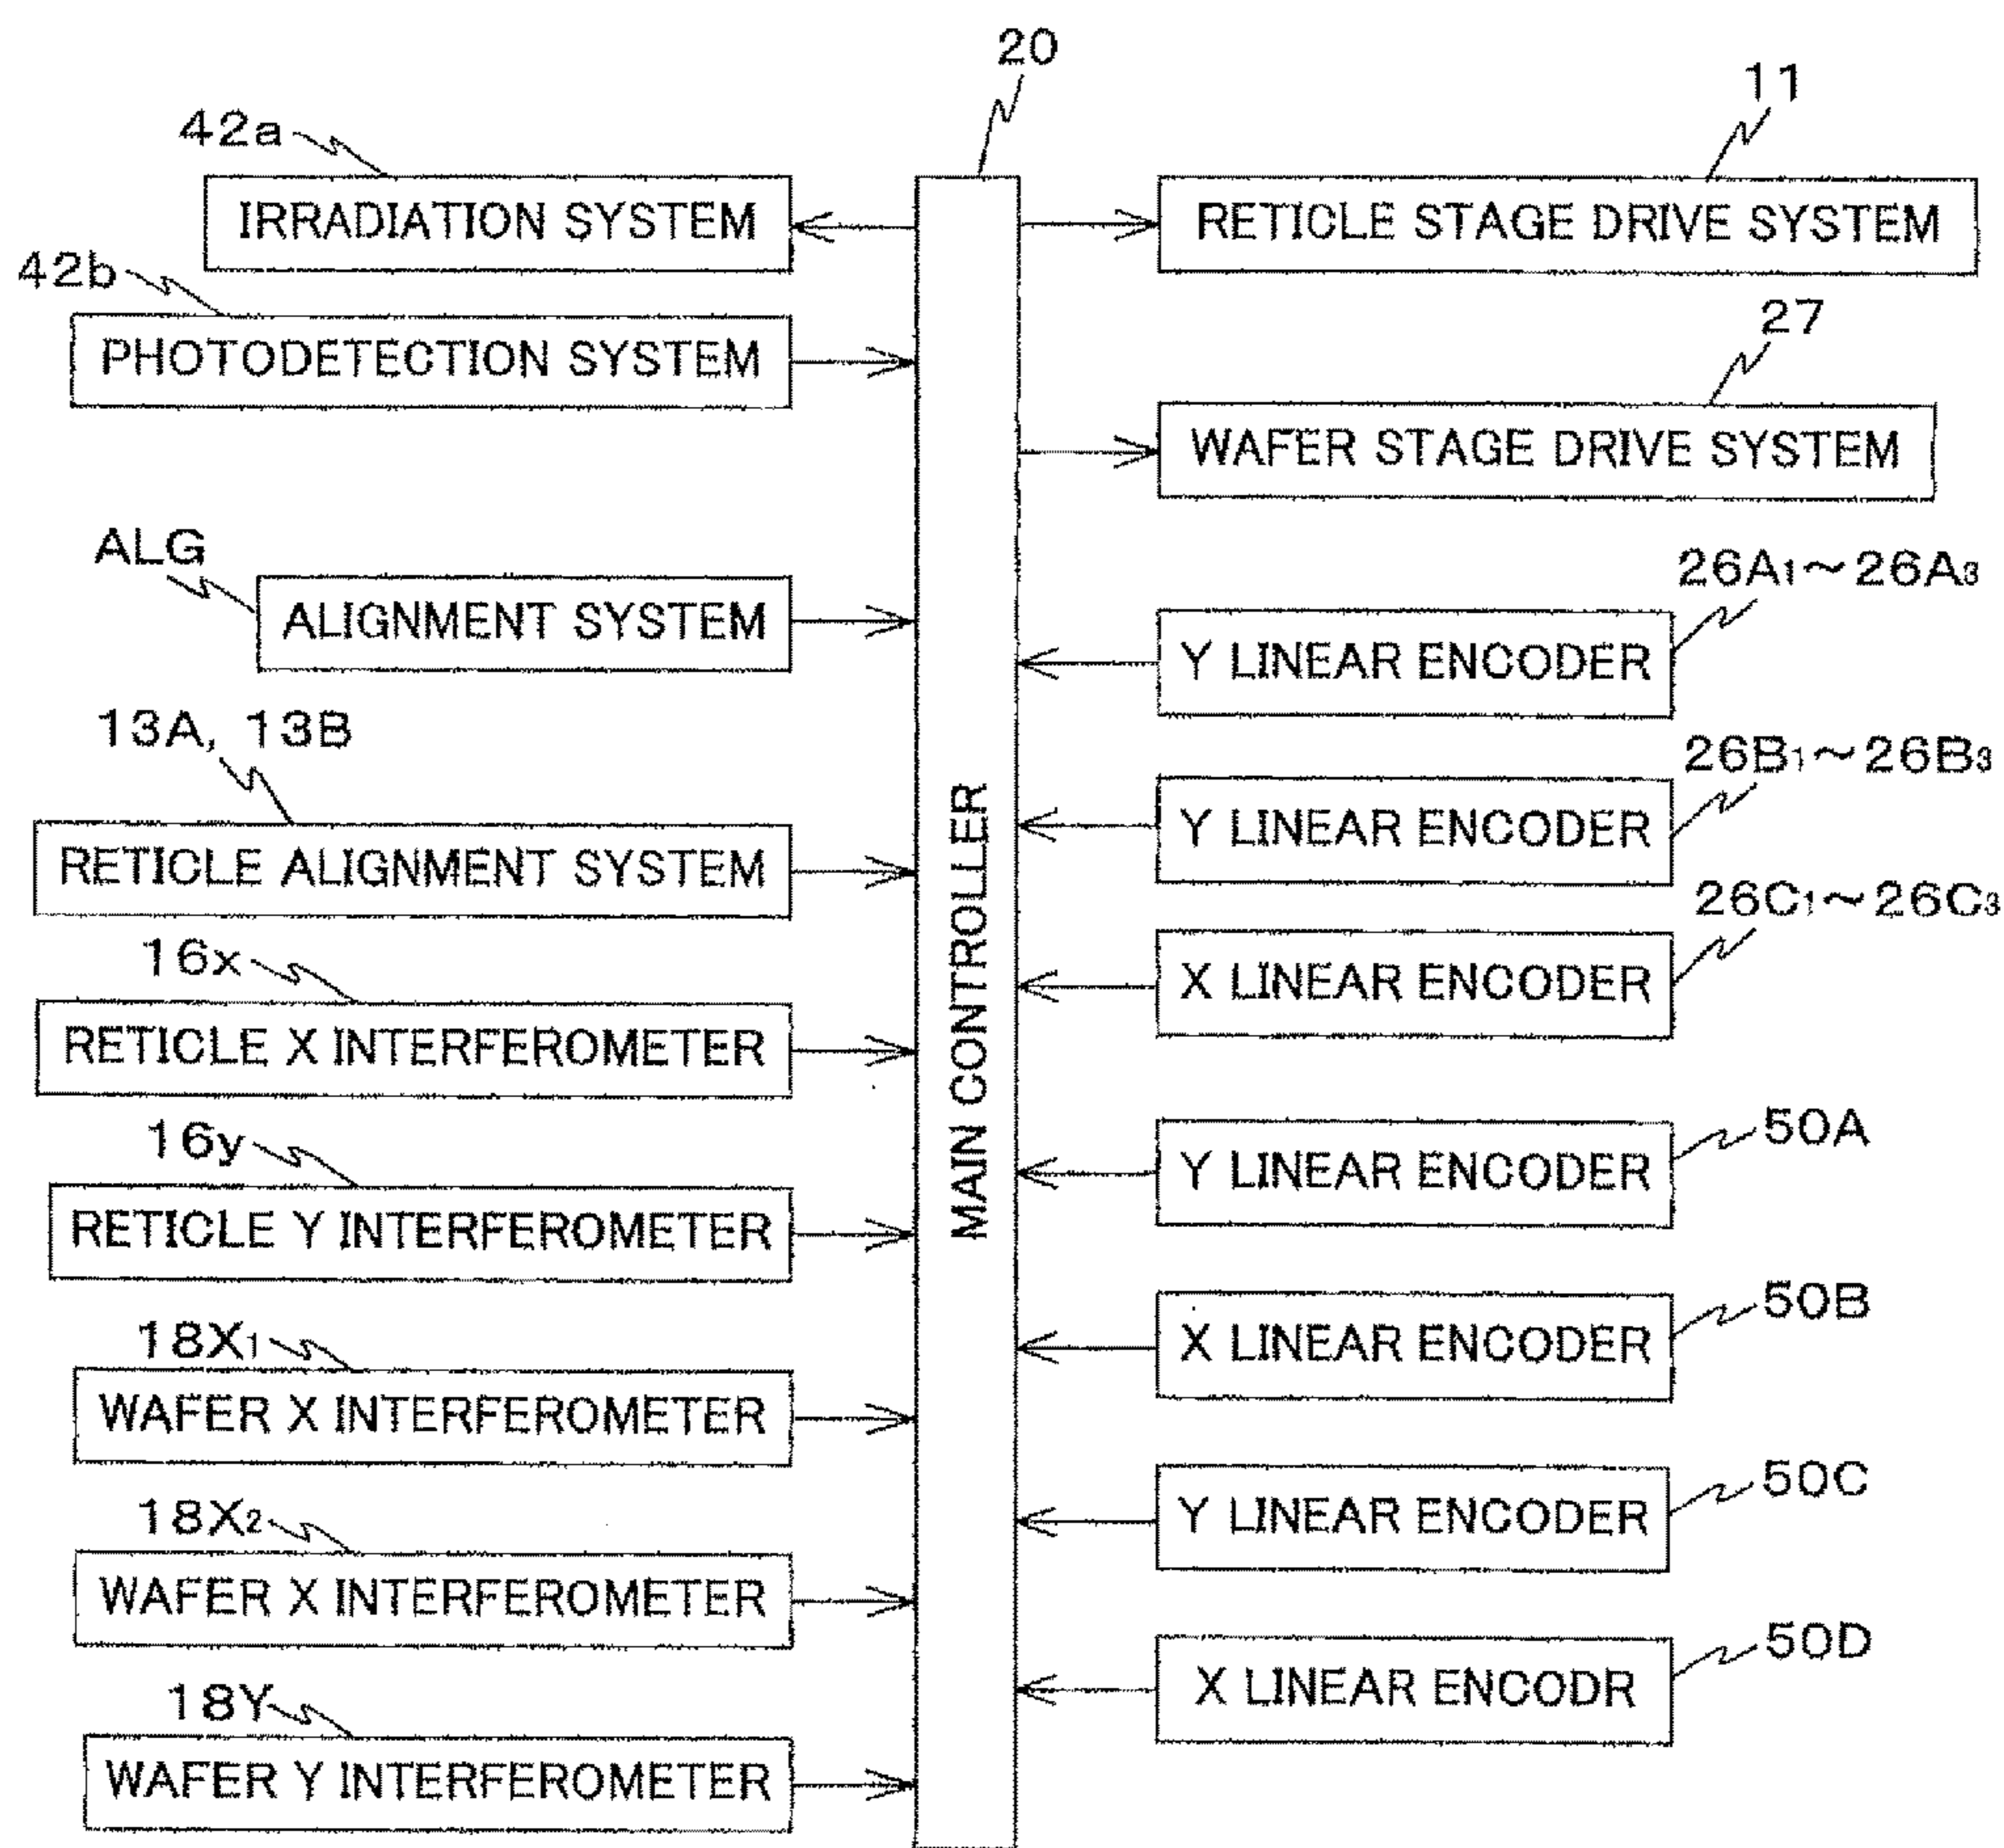 20
42a
IRRADIATION SYSTEM
42b
PHOTODETECTION SYSTEM
ALG
ALIGNMENT SYSTEM
13A, 13B
RETICLE ALIGNMENT SYSTEM
16x
RETICLE X INTERFEROMETER
16y
RETICLE Y INTERFEROMETER
18X1
WAFER X INTERFEROMETER
18X2
WAFER X INTERFEROMETER
18Y
WAFER Y INTERFEROMETER
MAIN CONTROLLER
11
RETICLE STAGE DRIVE SYSTEM
27
WAFER STAGE DRIVE SYSTEM
26A1~26A3
Y LINEAR ENCODER
26B1~26B3
Y LINEAR ENCODER
26C1~26C3
X LINEAR ENCODER
50A
Y LINEAR ENCODER
50B
X LINEAR ENCODER
50C
Y LINEAR ENCODER
50D
X LINEAR ENCODR